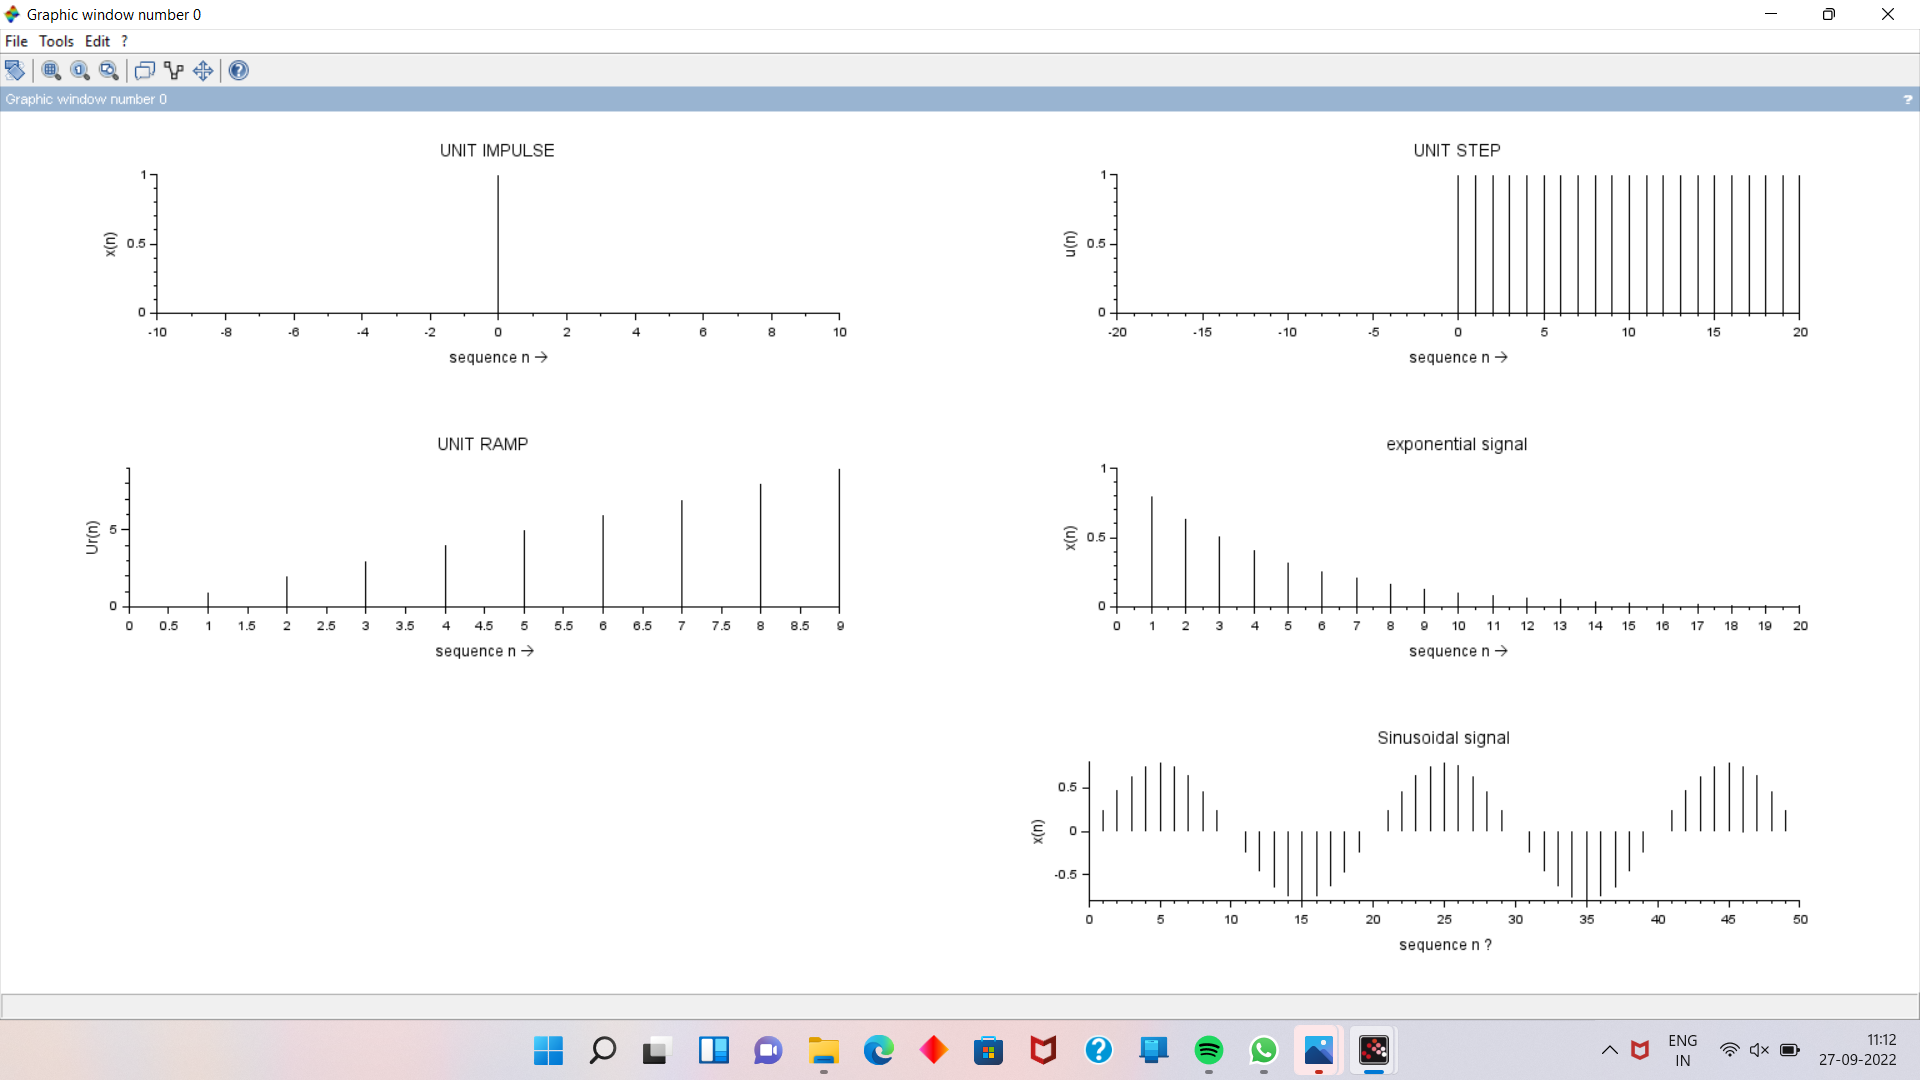 Graphic window number 0
File Tools Edit ?
Graphic window number 0
?
UNIT IMPULSE
1
0.5
0
x(n)
-10 -8 -6 -4 -2 0 2 4 6 8 10
sequence n →
UNIT STEP
1
0.5
0
u(n)
-20 -15 -10 -5 0 5 10 15 20
sequence n →
UNIT RAMP
5
0
Ur(n)
0 0.5 1 1.5 2 2.5 3 3.5 4 4.5 5 5.5 6 6.5 7 7.5 8 8.5 9
sequence n →
exponential signal
1
0.5
0
x(n)
0 1 2 3 4 5 6 7 8 9 10 11 12 13 14 15 16 17 18 19 20
sequence n →
Sinusoidal signal
0.5
0
-0.5
x(n)
0 5 10 15 20 25 30 35 40 45 50
sequence n ?
ENG
IN
11:12
27-09-2022